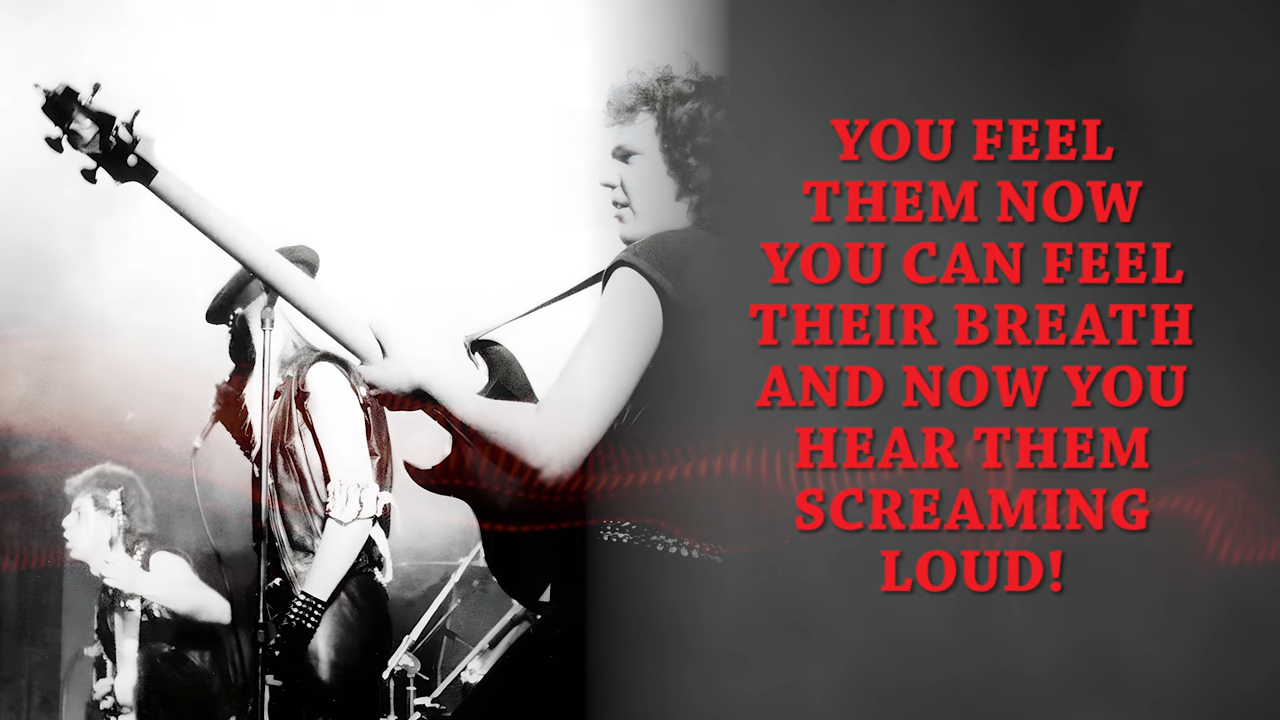 YOU FEEL
THEM NOW
YOU CAN FEEL
THEIR BREATH
AND NOW YOU
HEAR THEM
SCREAMING
LOUD!